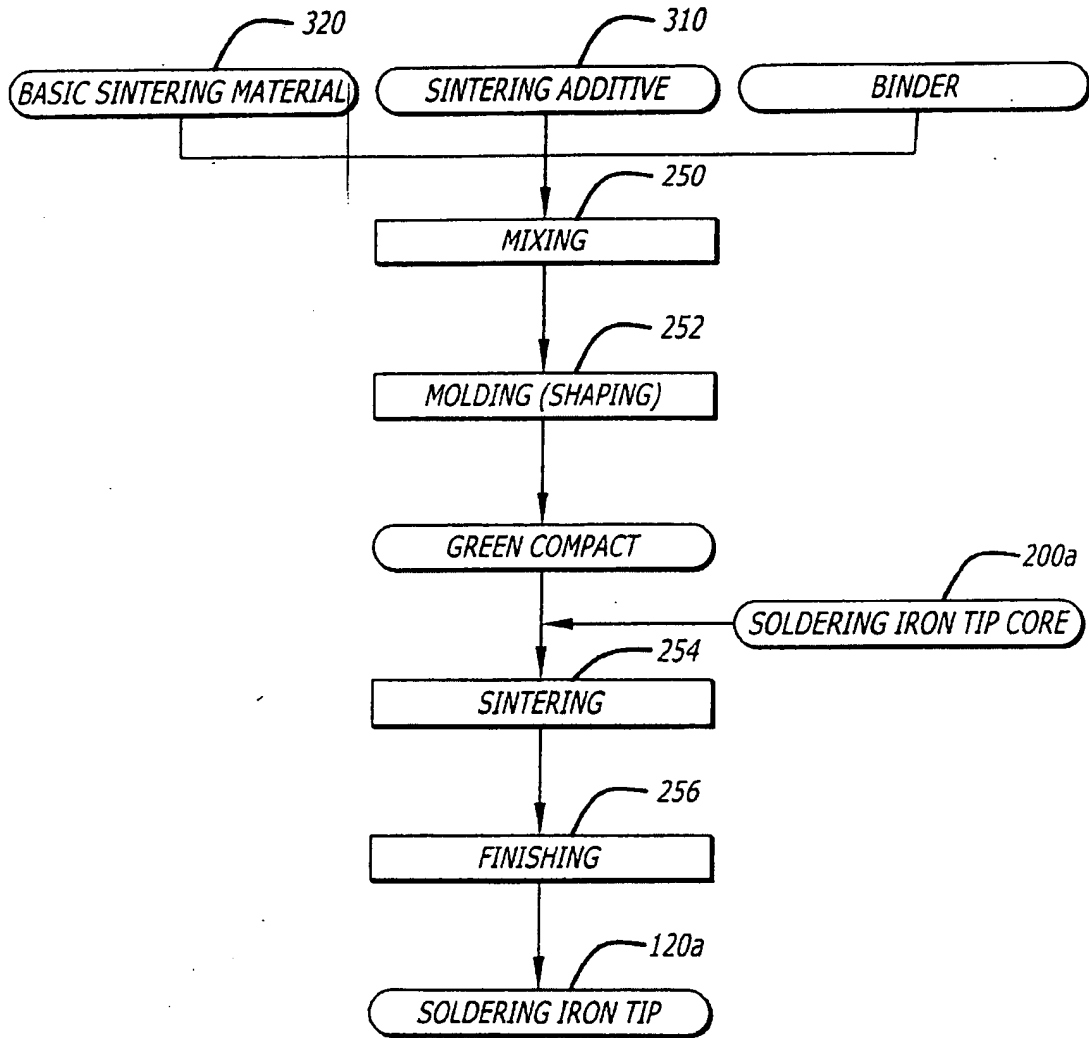 320
310
BASIC SINTERING MATERIAL
SINTERING ADDITIVE
BINDER
250
MIXING
252
MOLDING (SHAPING)
GREEN COMPACT
200a
SOLDERING IRON TIP CORE
254
SINTERING
256
FINISHING
120a
SOLDERING IRON TIP